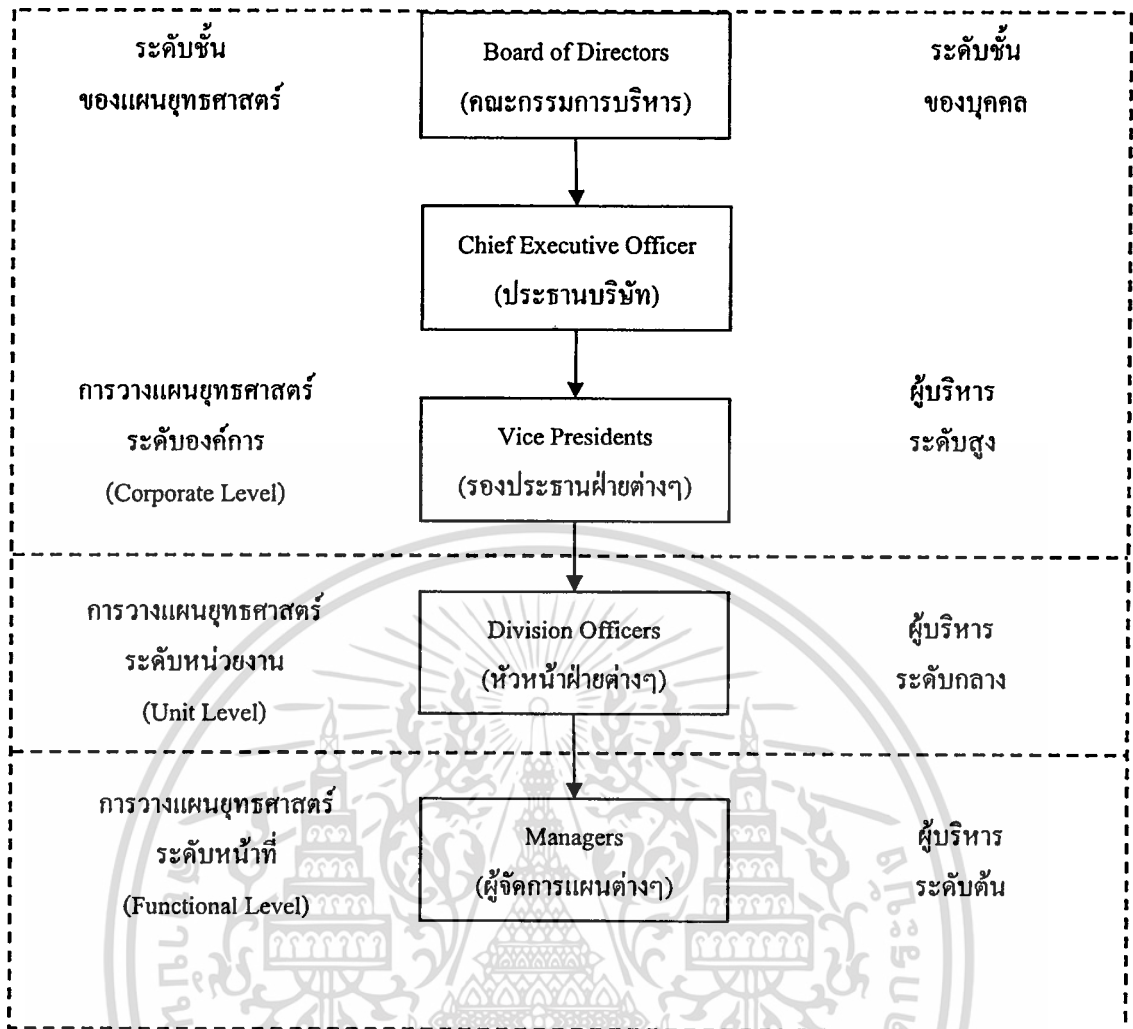 ระดับชั้น
ของแผนยุทธศาสตร์
Board of Directors
(คณะกรรมการบริหาร)
ระดับชั้น
ของบุคคล
Chief Executive Officer
(ประธานบริษัท)
การวางแผนยุทธศาสตร์
ระดับองค์การ
(Corporate Level)
Vice Presidents
(รองประธานฝ่ายต่างๆ)
ผู้บริหาร
ระดับสูง
การวางแผนยุทธศาสตร์
ระดับหน่วยงาน
(Unit Level)
Division Officers
(หัวหน้าฝ่ายต่างๆ)
ผู้บริหาร
ระดับกลาง
การวางแผนยุทธศาสตร์
ระดับหน้าที่
(Functional Level)
Managers
(ผู้จัดการแผนต่างๆ)
ผู้บริหาร
ระดับต้น